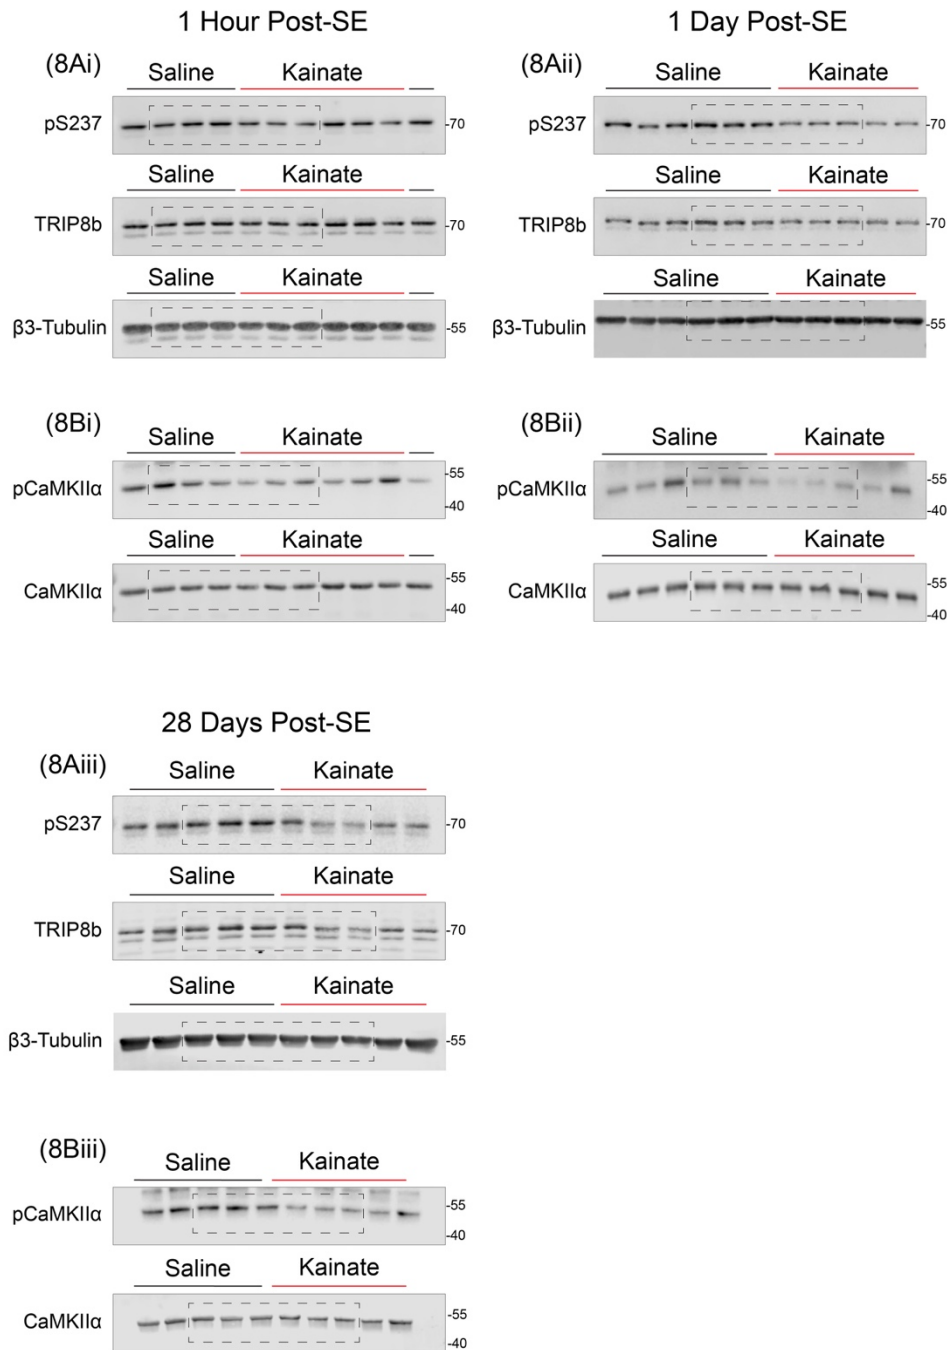 1 Hour Post-SE
(8Ai)
Saline Kainate
pS237
-70
Saline Kainate
TRIP8b
-70
Saline Kainate
β3-Tubulin
-55
(8Bi)
Saline Kainate
pCaMKIIα
-55
-40
Saline Kainate
CaMKIIα
-55
-40
1 Day Post-SE
(8Aii)
Saline Kainate
pS237
-70
Saline Kainate
TRIP8b
-70
Saline Kainate
β3-Tubulin
-55
(8Bii)
Saline Kainate
pCaMKIIα
-55
-40
Saline Kainate
CaMKIIα
-55
-40
28 Days Post-SE
(8Aiii)
Saline Kainate
pS237
-70
Saline Kainate
TRIP8b
-70
Saline Kainate
β3-Tubulin
-55
(8Biii)
Saline Kainate
pCaMKIIα
-55
-40
Saline Kainate
CaMKIIα
-55
-40